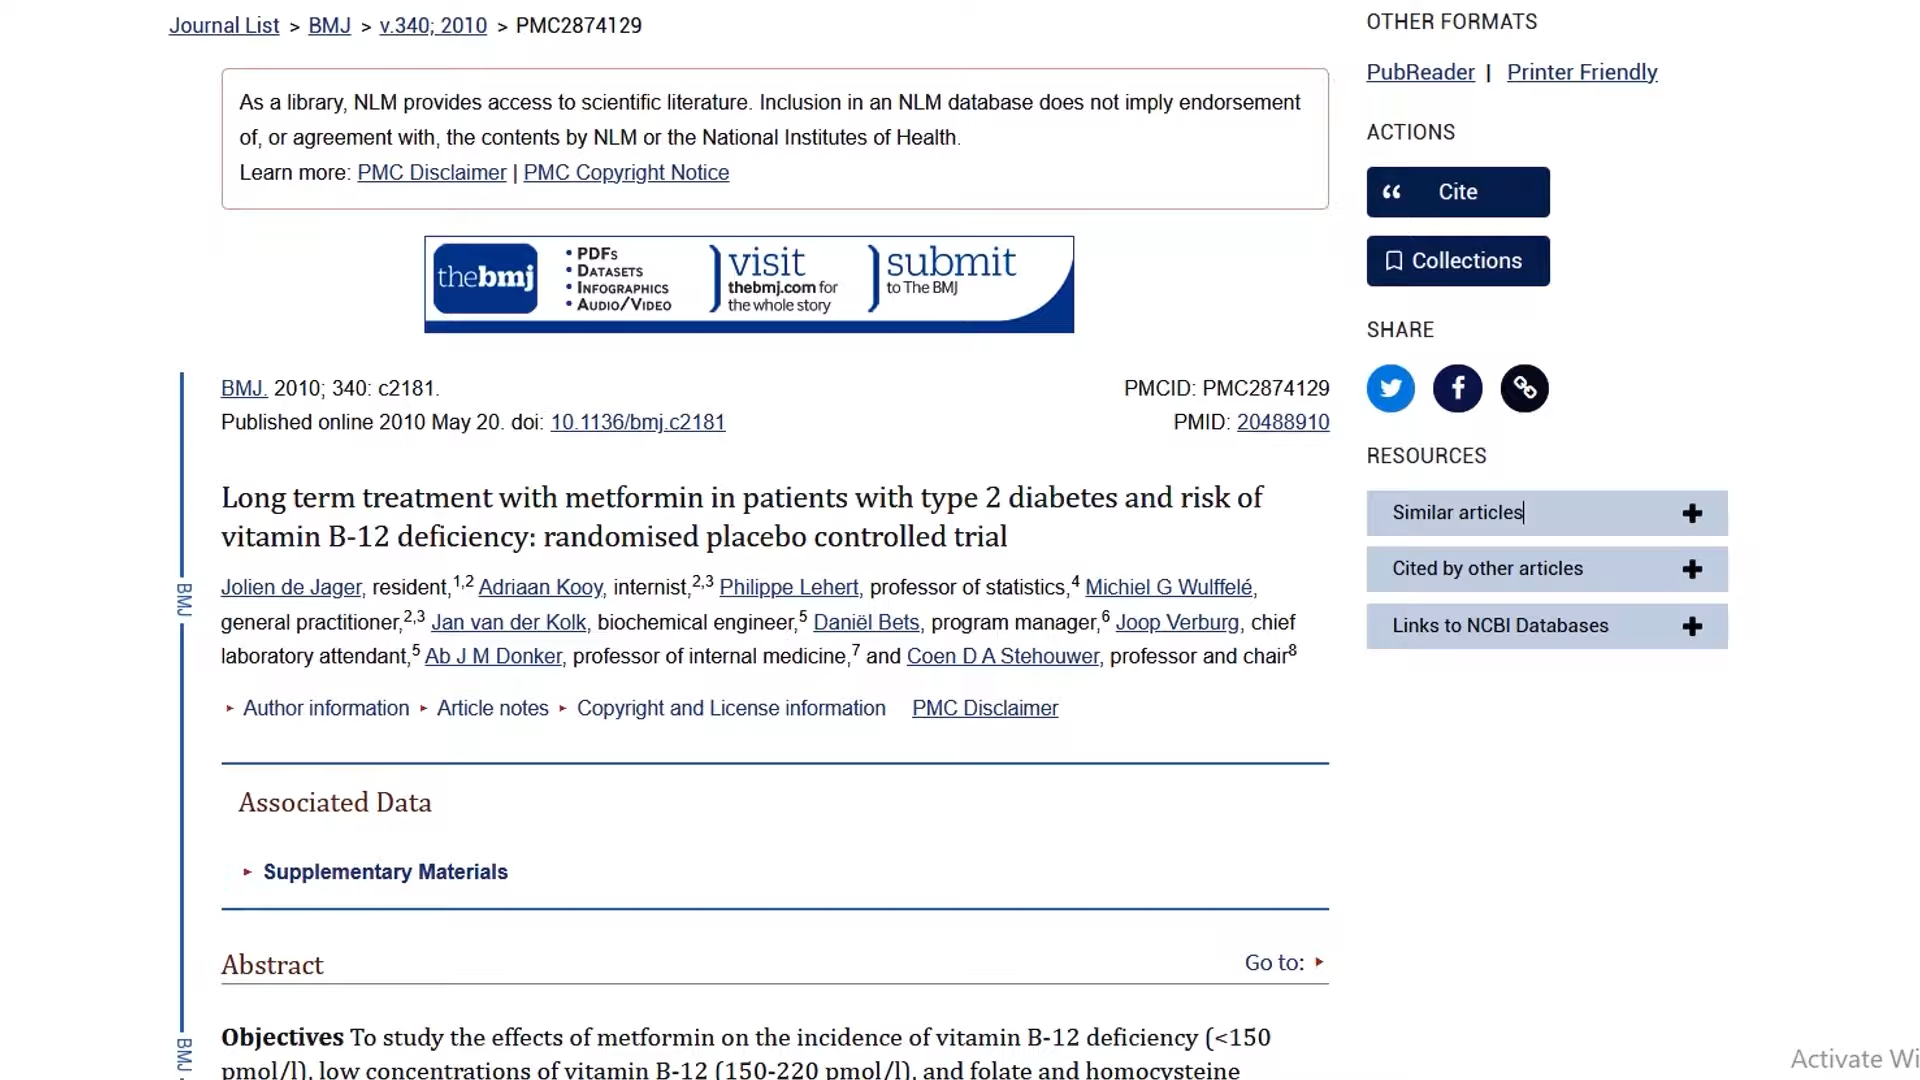 Journal List > BMJ > v.340; 2010 > PMC2874129
As a library, NLM provides access to scientific literature. Inclusion in an NLM database does not imply endorsement
of, or agreement with, the contents by NLM or the National Institutes of Health.
Learn more: PMC Disclaimer | PMC Copyright Notice
thebmj
• PDFs
• Datasets
• Infographics
• Audio/Video
visit
thebmj.com for
the whole story
submit
to The BMJ
BMJ. 2010; 340: c2181.
Published online 2010 May 20. doi: 10.1136/bmj.c2181
PMCID: PMC2874129
PMID: 20488910
Long term treatment with metformin in patients with type 2 diabetes and risk of
vitamin B-12 deficiency: randomised placebo controlled trial
Jolien de Jager, resident,1,2 Adriaan Kooy, internist,2,3 Philippe Lehert, professor of statistics,4 Michiel G Wulffelé,
general practitioner,2,3 Jan van der Kolk, biochemical engineer,5 Daniël Bets, program manager,6 Joop Verburg, chief
laboratory attendant,5 Ab J M Donker, professor of internal medicine,7 and Coen D A Stehouwer, professor and chair8
Author information Article notes Copyright and License information PMC Disclaimer
Associated Data
Supplementary Materials
Abstract
Go to:
Objectives To study the effects of metformin on the incidence of vitamin B-12 deficiency (<150
pmol/l), low concentrations of vitamin B-12 (150-220 pmol/l), and folate and homocysteine
BMJ
BMJ
OTHER FORMATS
PubReader | Printer Friendly
ACTIONS
Cite
Collections
SHARE
RESOURCES
Similar articles
Cited by other articles
Links to NCBI Databases
Activate Wi